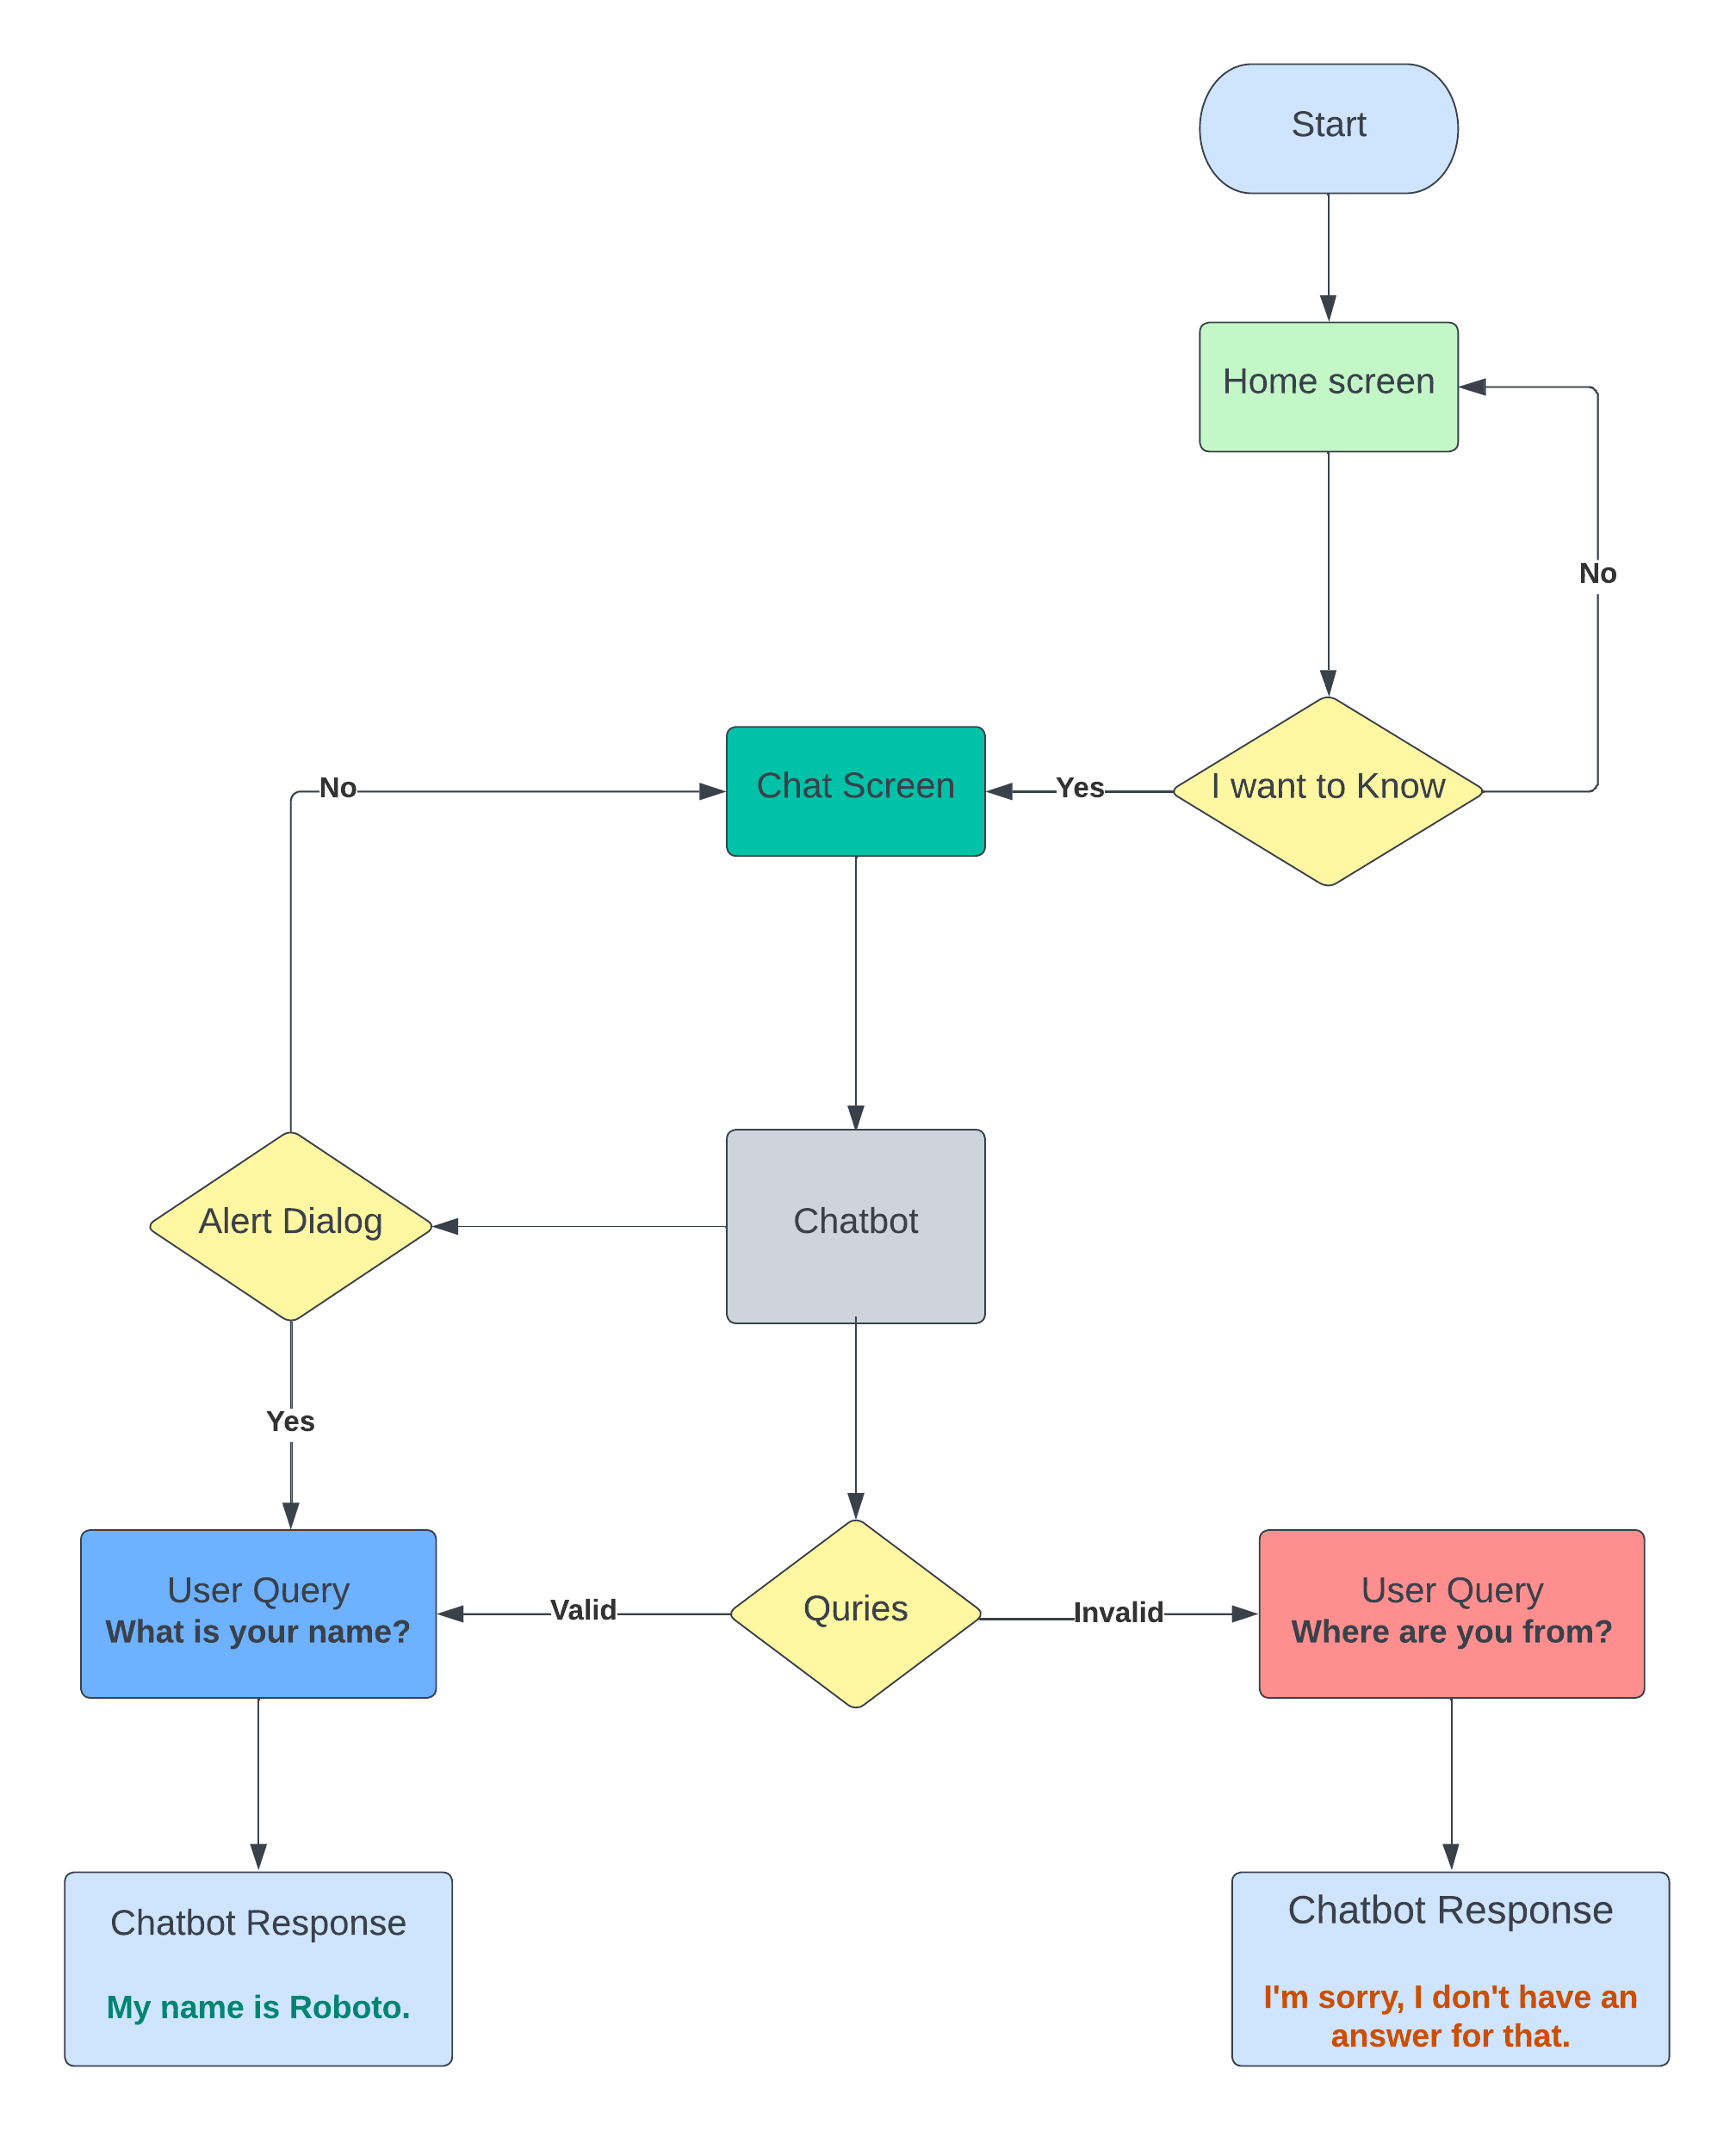 Start
Home screen
No
No
Chat Screen
Yes
I want to Know
Alert Dialog
Chatbot
Yes
User Query
What is your name?
Valid
Quries
Invalid
User Query
Where are you from?
Chatbot Response
My name is Roboto.
Chatbot Response
I'm sorry, I don't have an
answer for that.